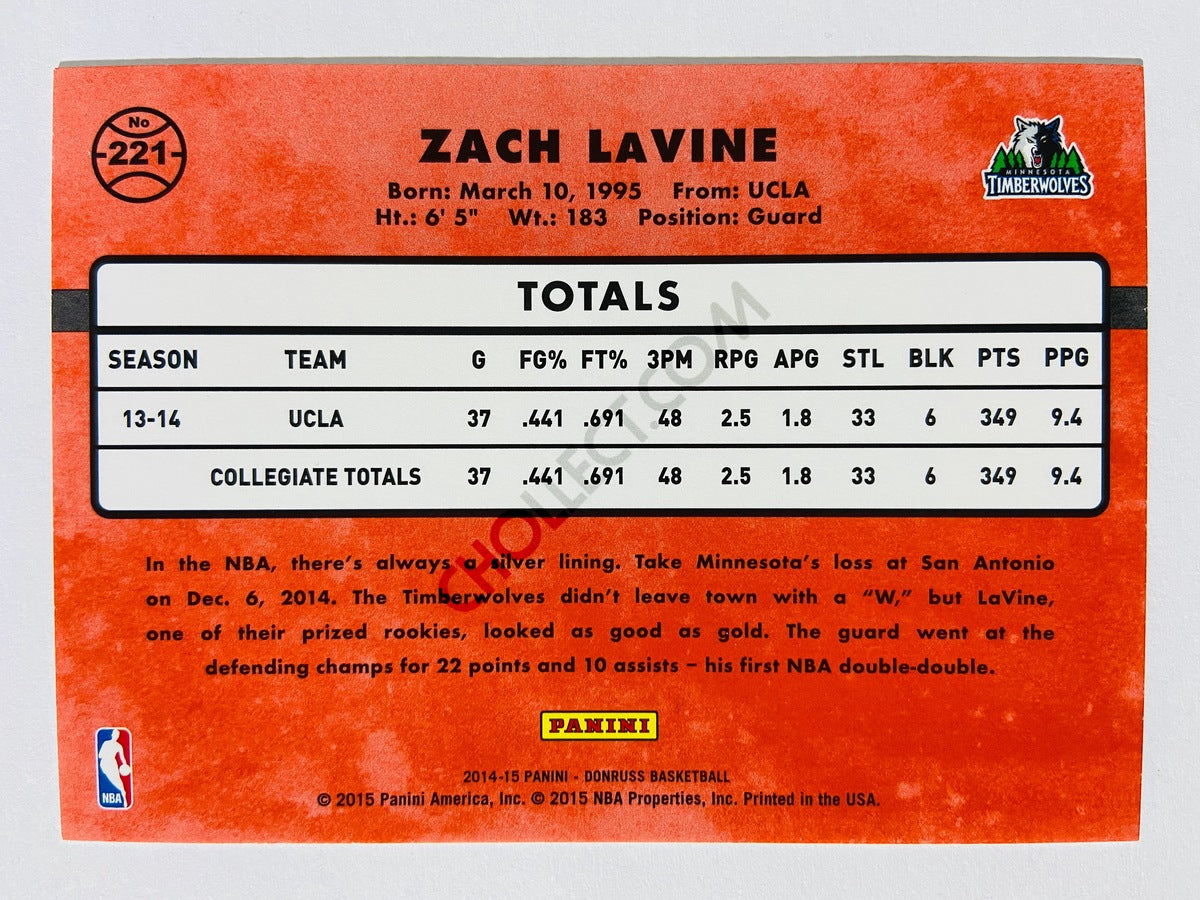 No
221
ZACH LaVINE
MINNESOTA
TIMBERWOLVES
Born: March 10, 1995 From: UCLA
Ht.: 6' 5" Wt.: 183 Position: Guard
TOTALS
SEASON TEAM G FG% FT% 3PM RPG APG STL BLK PTS PPG
13-14 UCLA 37 .441 .691 48 2.5 1.8 33 6 349 9.4
COLLEGIATE TOTALS 37 .441 .691 48 2.5 1.8 33 6 349 9.4
CHOLLECT.COM
In the NBA, there's always a silver lining. Take Minnesota's loss at San Antonio
on Dec. 6, 2014. The Timberwolves didn't leave town with a "W," but LaVine,
one of their prized rookies, looked as good as gold. The guard went at the
defending champs for 22 points and 10 assists – his first NBA double-double.
PANINI
NBA
2014-15 PANINI - DONRUSS BASKETBALL
© 2015 Panini America, Inc. © 2015 NBA Properties, Inc. Printed in the USA.